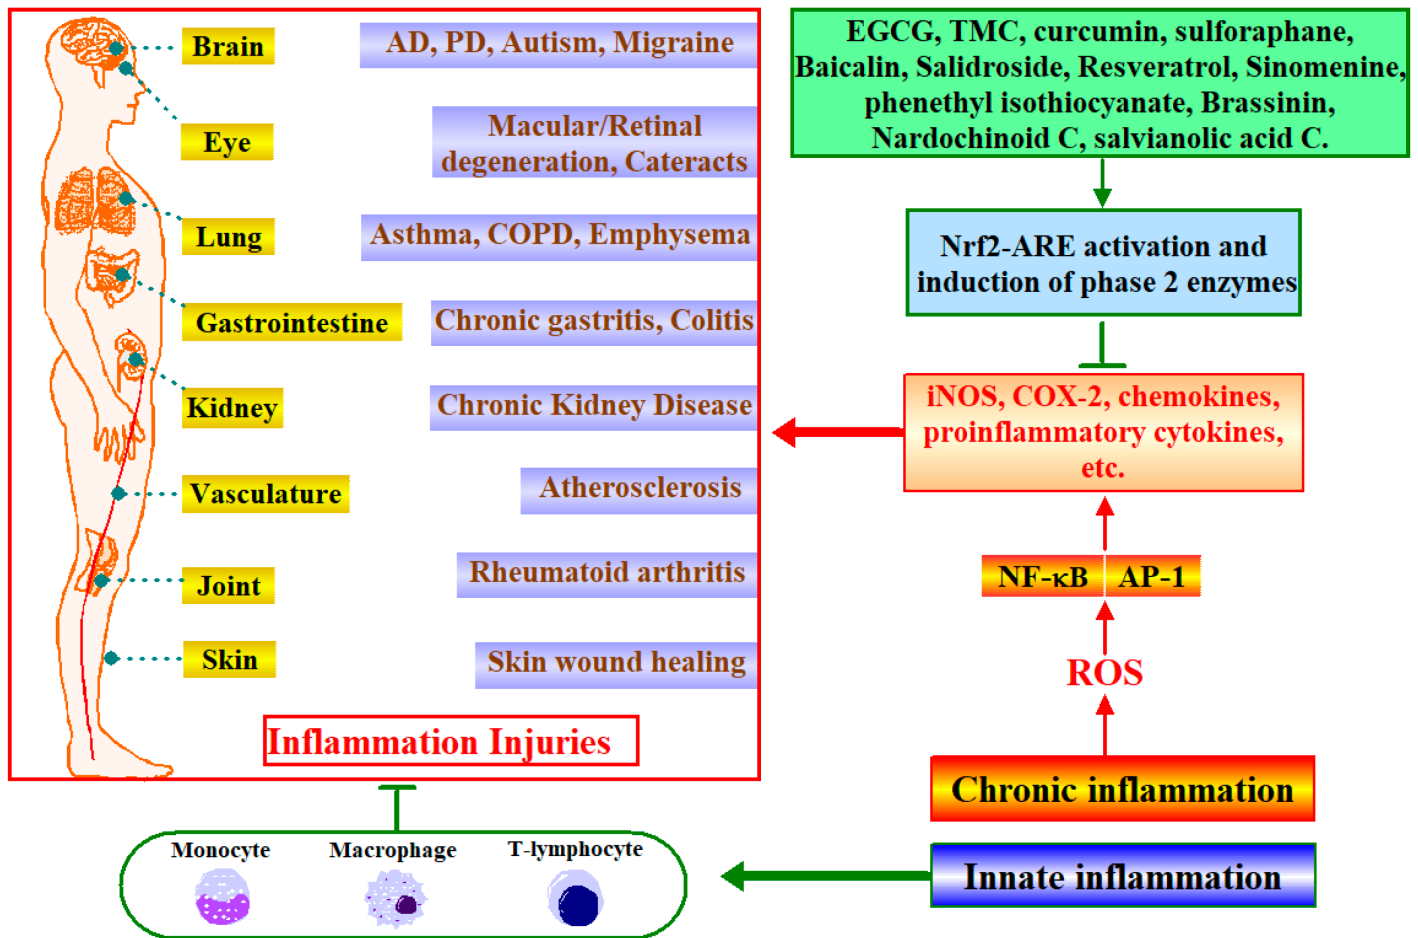 Brain
AD, PD, Autism, Migraine
Eye
Macular/Retinal
degeneration, Cateracts
Lung
Asthma, COPD, Emphysema
Gastrointestine
Chronic gastritis, Colitis
Kidney
Chronic Kidney Disease
Vasculature
Atherosclerosis
Joint
Rheumatoid arthritis
Skin
Skin wound healing
Inflammation Injuries
EGCG, TMC, curcumin, sulforaphane,
Baicalin, Salidroside, Resveratrol, Sinomenine,
phenethyl isothiocyanate, Brassinin,
Nardochinoid C, salvianolic acid C.
Nrf2-ARE activation and
induction of phase 2 enzymes
iNOS, COX-2, chemokines,
proinflammatory cytokines,
etc.
NF-κB AP-1
ROS
Chronic inflammation
Innate inflammation
Monocyte
Macrophage
T-lymphocyte